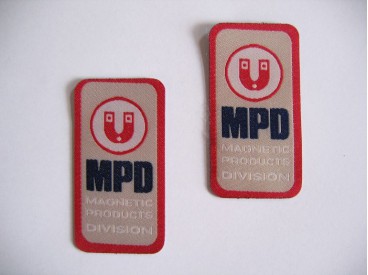 MPD
MAGNETIC
PRODUCTS
DIVISION
MPD
MAGNETIC
PRODUCTS
DIVISION